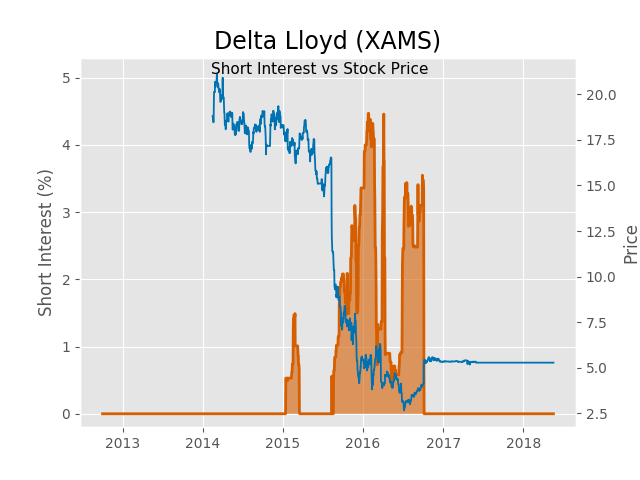 Delta Lloyd (XAMS)
Short Interest vs Stock Price
Short Interest (%)
5
4
3
2
1
0
20.0
17.5
15.0
12.5
10.0
7.5
5.0
2.5
Price
2013 2014 2015 2016 2017 2018